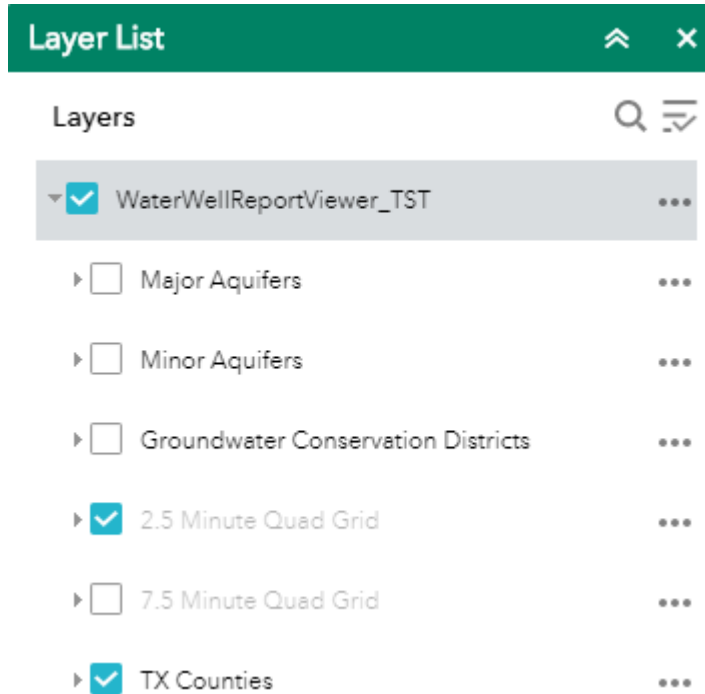 Layer List
Layers
WaterWellReportViewer_TST
Major Aquifers
Minor Aquifers
Groundwater Conservation Districts
2.5 Minute Quad Grid
7.5 Minute Quad Grid
TX Counties